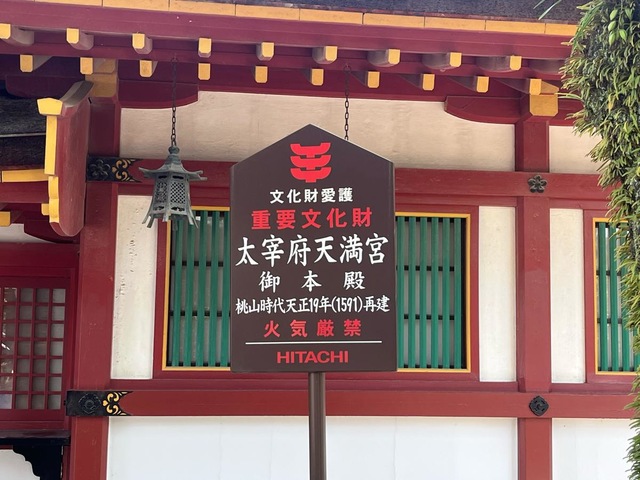 文化財愛護
重要文化財
太宰府天満宮
御本殿
桃山時代天正19年(1591)再建
火気厳禁
HITACHI